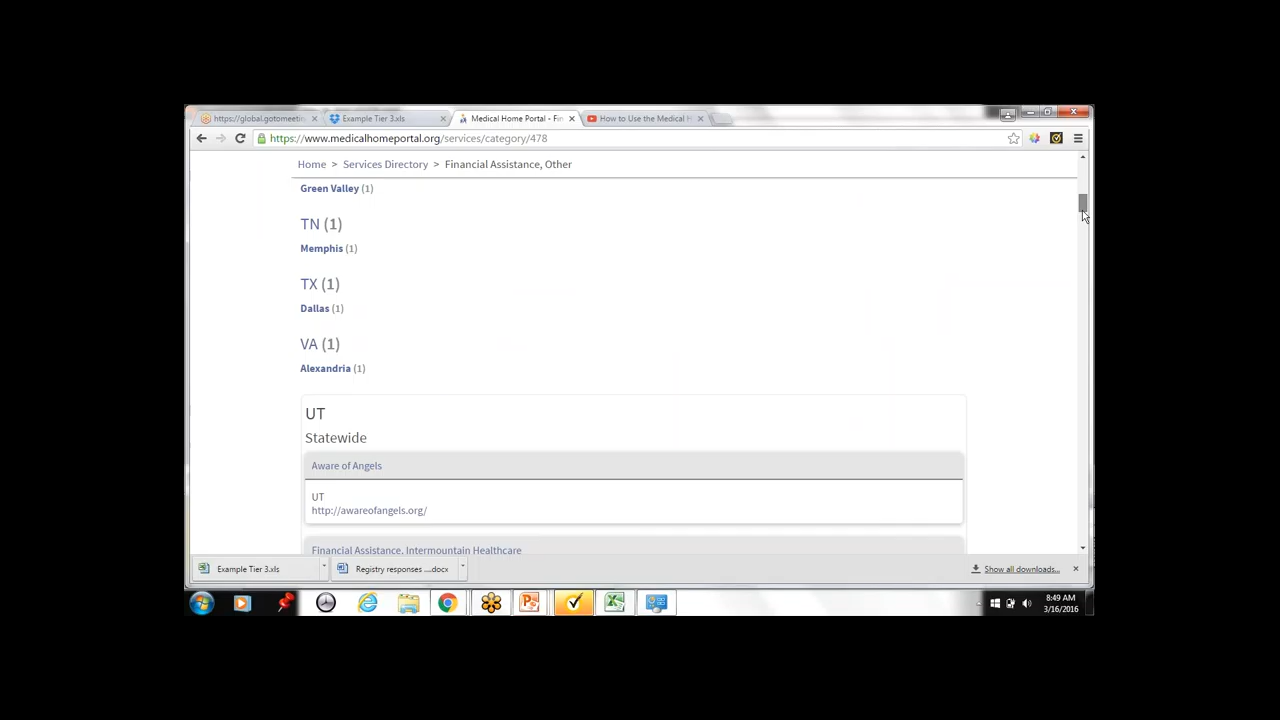 https://global.gotomeetin
Example Tier 3.xls
Medical Home Portal - Fin
How to Use the Medical H
https://www.medicalhomeportal.org/services/category/478
Home > Services Directory > Financial Assistance, Other
Green Valley (1)
TN (1)
Memphis (1)
TX (1)
Dallas (1)
VA (1)
Alexandria (1)
UT
Statewide
Aware of Angels
UT
http://awareofangels.org/
Financial Assistance, Intermountain Healthcare
Example Tier 3.xls
Registry responses ....docx
Show all downloads...
8:49 AM
3/16/2016